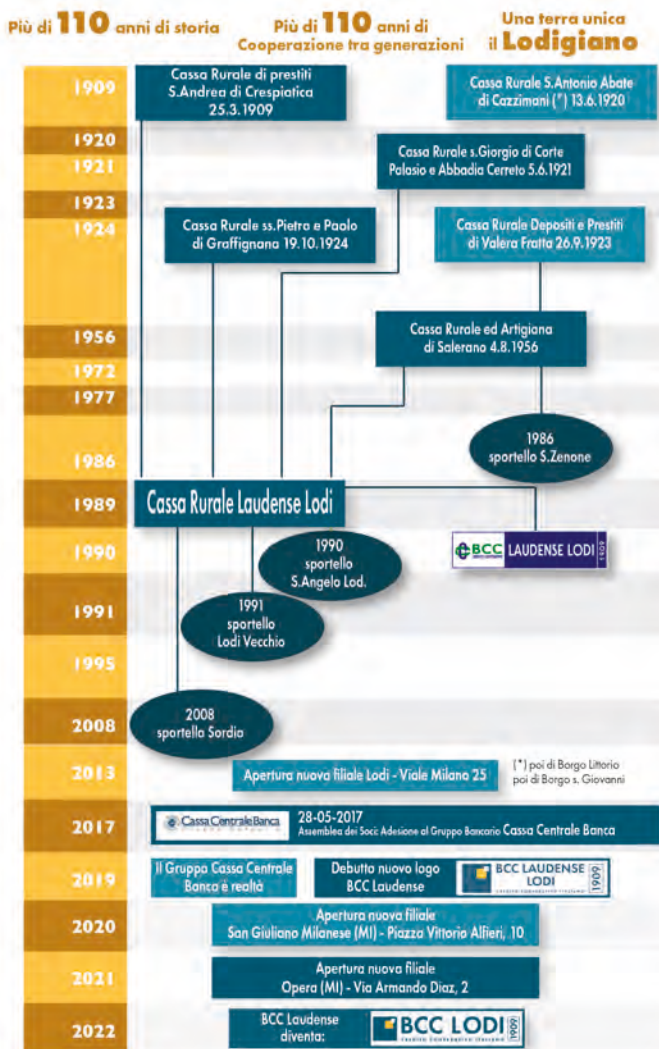 Più di 110 anni di storia
Più di 110 anni di
Cooperazione tra generazioni
Una terra unica
il Lodigiano
1909
Cassa Rurale di prestiti
S.Andrea di Crespiatica
25.3.1909
Cassa Rurale S.Antonio Abate
di Cazzimani (*) 13.6.1920
1920
1921
Cassa Rurale s.Giorgio di Corte
Palasio e Abbadia Cerreto 5.6.1921
1923
1924
Cassa Rurale ss.Pietro e Paolo
di Graffignana 19.10.1924
Cassa Rurale Depositi e Prestiti
di Valera Fratta 26.9.1923
1956
Cassa Rurale ed Artigiana
di Salerano 4.8.1956
1972
1977
1986
1986
sportello S.Zenone
1989
Cassa Rurale Laudense Lodi
1990
1990
sportello
S.Angelo Lod.
BCC
LAUDENSE LODI
1909
1991
1991
sportello
Lodi Vecchio
1995
2008
2008
sportella Sordio
2013
Apertura nuova filiale Lodi - Viale Milano 25
(*) poi di Borgo Littorio
poi di Borgo s. Giovanni
2017
Cassa Centrale Banca
28-05-2017
Assemblea dei Soci: Adesione al Gruppo Bancario Cassa Centrale Banca
2019
Il Gruppo Cassa Centrale
Banca è realtà
Debutta nuovo logo
BCC Laudense
BCC LAUDENSE
LODI
CREDITO COOPERATIVO ITALIANO
1909
2020
Apertura nuova filiale
San Giuliano Milanese (MI) - Piazza Vittorio Alfieri, 10
2021
Apertura nuova filiale
Opera (MI) - Via Armando Diaz, 2
2022
BCC Laudense
diventa:
BCC LODI
CREDITO COOPERATIVO ITALIANO
1909